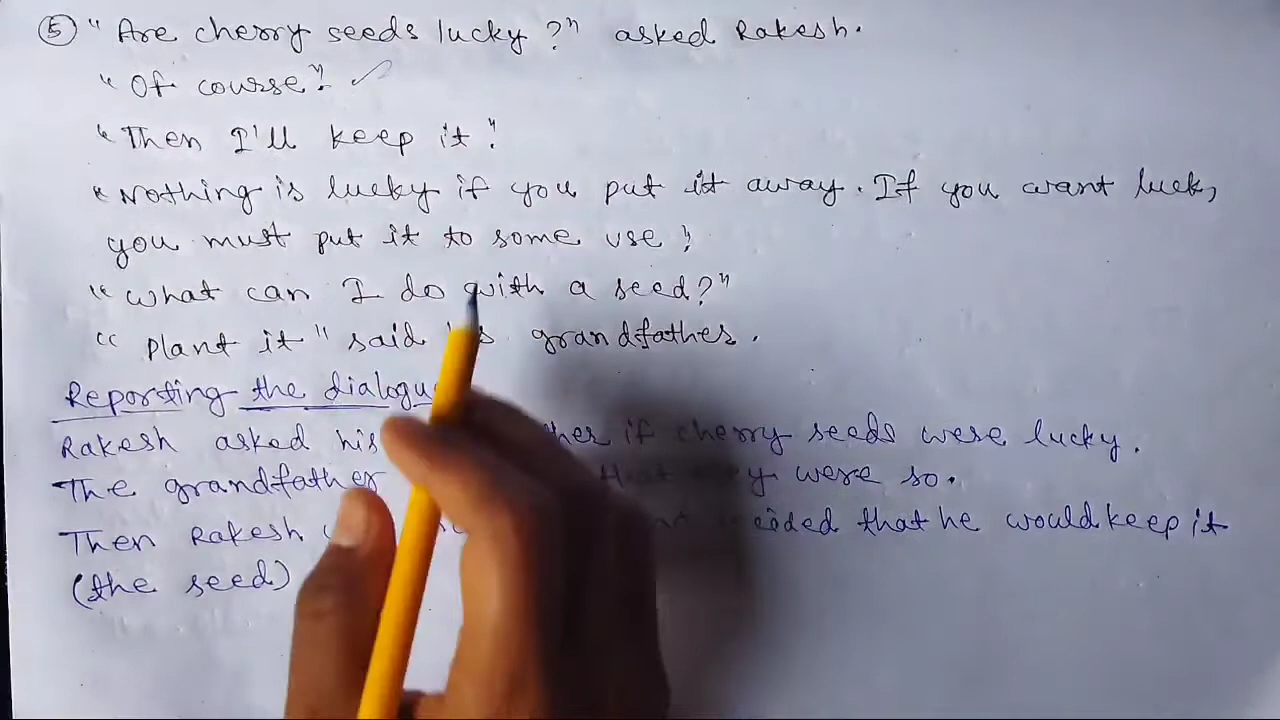 ⑤ "Are cherry seeds lucky?" asked Rakesh.
"Of course".
"Then I'll keep it".
"Nothing is lucky if you put it away. If you want luck,
you must put it to some use".
"What can I do with a seed?"
"Plant it" said grandfather.
Reporting the
Rakesh asked his if cherry seeds were lucky.
The grandfather were so.
Then Rakesh that he would keep it
(the seed)